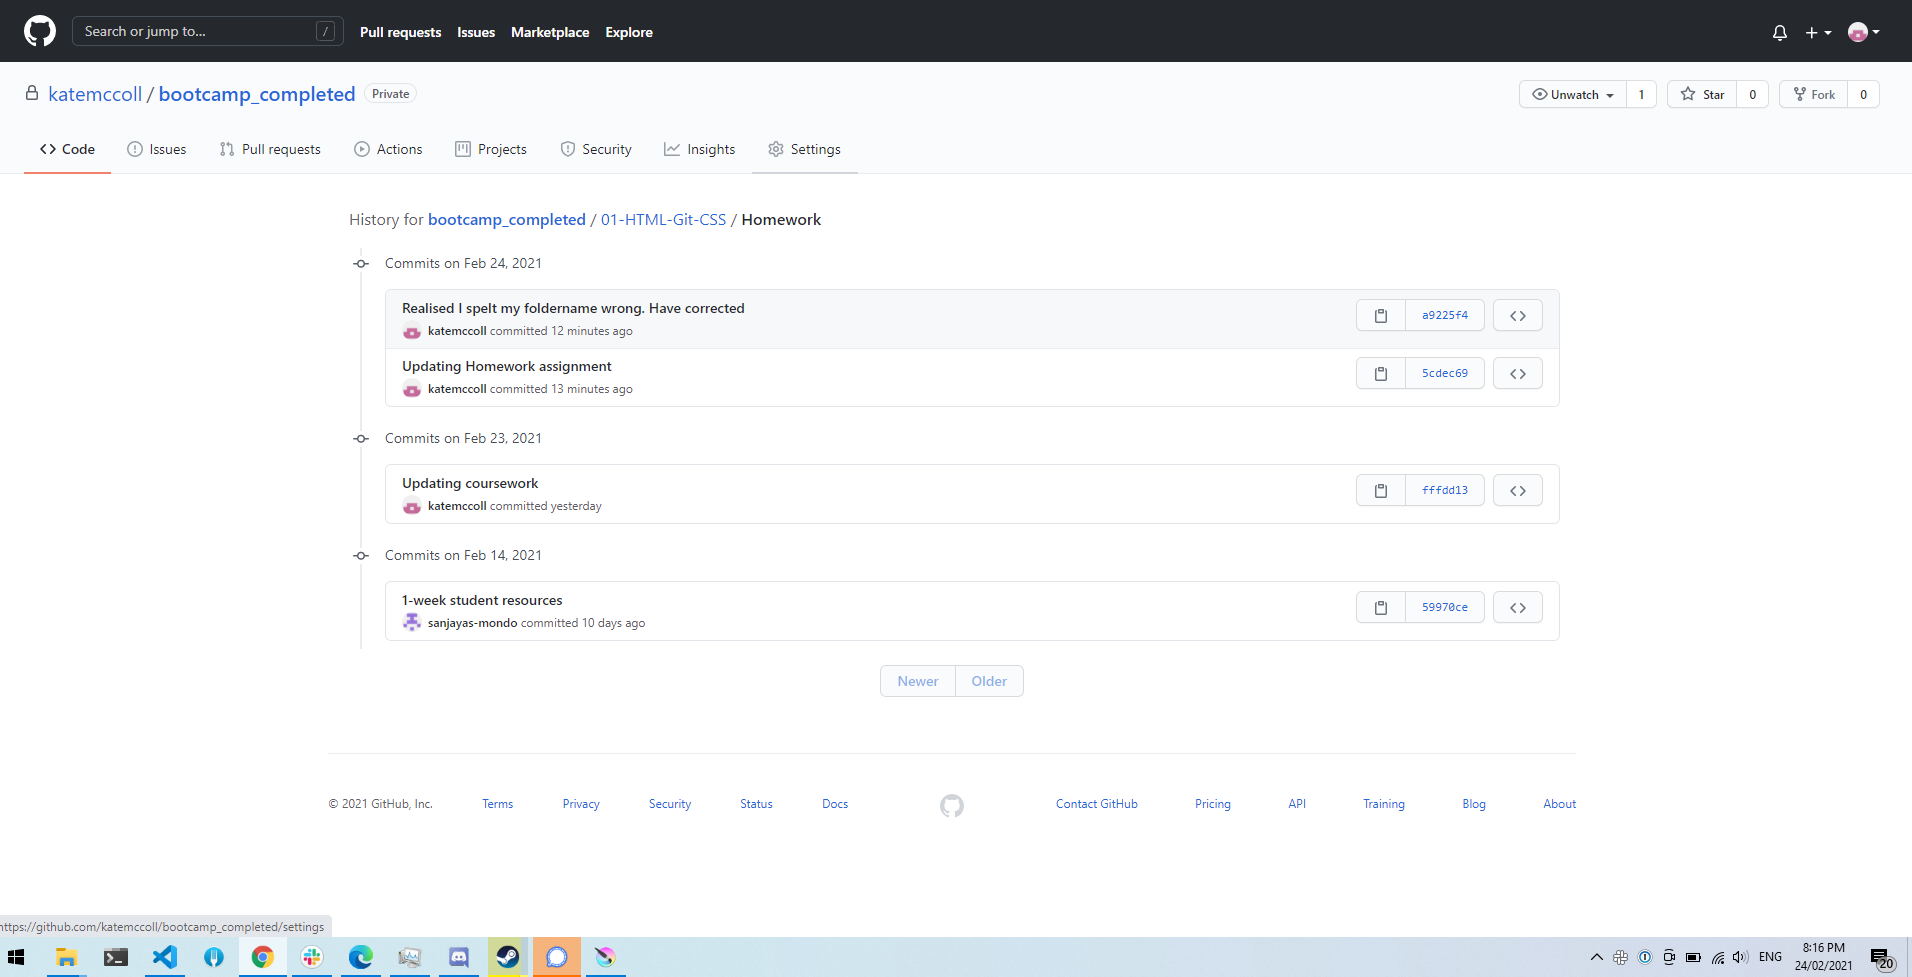 Search or jump to... /
Pull requests Issues Marketplace Explore
katemccoll / bootcamp_completed Private
Unwatch 1 Star 0 Fork 0
Code Issues Pull requests Actions Projects Security Insights Settings
History for bootcamp_completed / 01-HTML-Git-CSS / Homework
Commits on Feb 24, 2021
Realised I spelt my foldername wrong. Have corrected
katemccoll committed 12 minutes ago
a9225f4
Updating Homework assignment
katemccoll committed 13 minutes ago
5cdec69
Commits on Feb 23, 2021
Updating coursework
katemccoll committed yesterday
fffdd13
Commits on Feb 14, 2021
1-week student resources
sanjayas-mondo committed 10 days ago
59970ce
Newer Older
© 2021 GitHub, Inc. Terms Privacy Security Status Docs Contact GitHub Pricing API Training Blog About
https://github.com/katemccoll/bootcamp_completed/settings
ENG
8:16 PM
24/02/2021
20